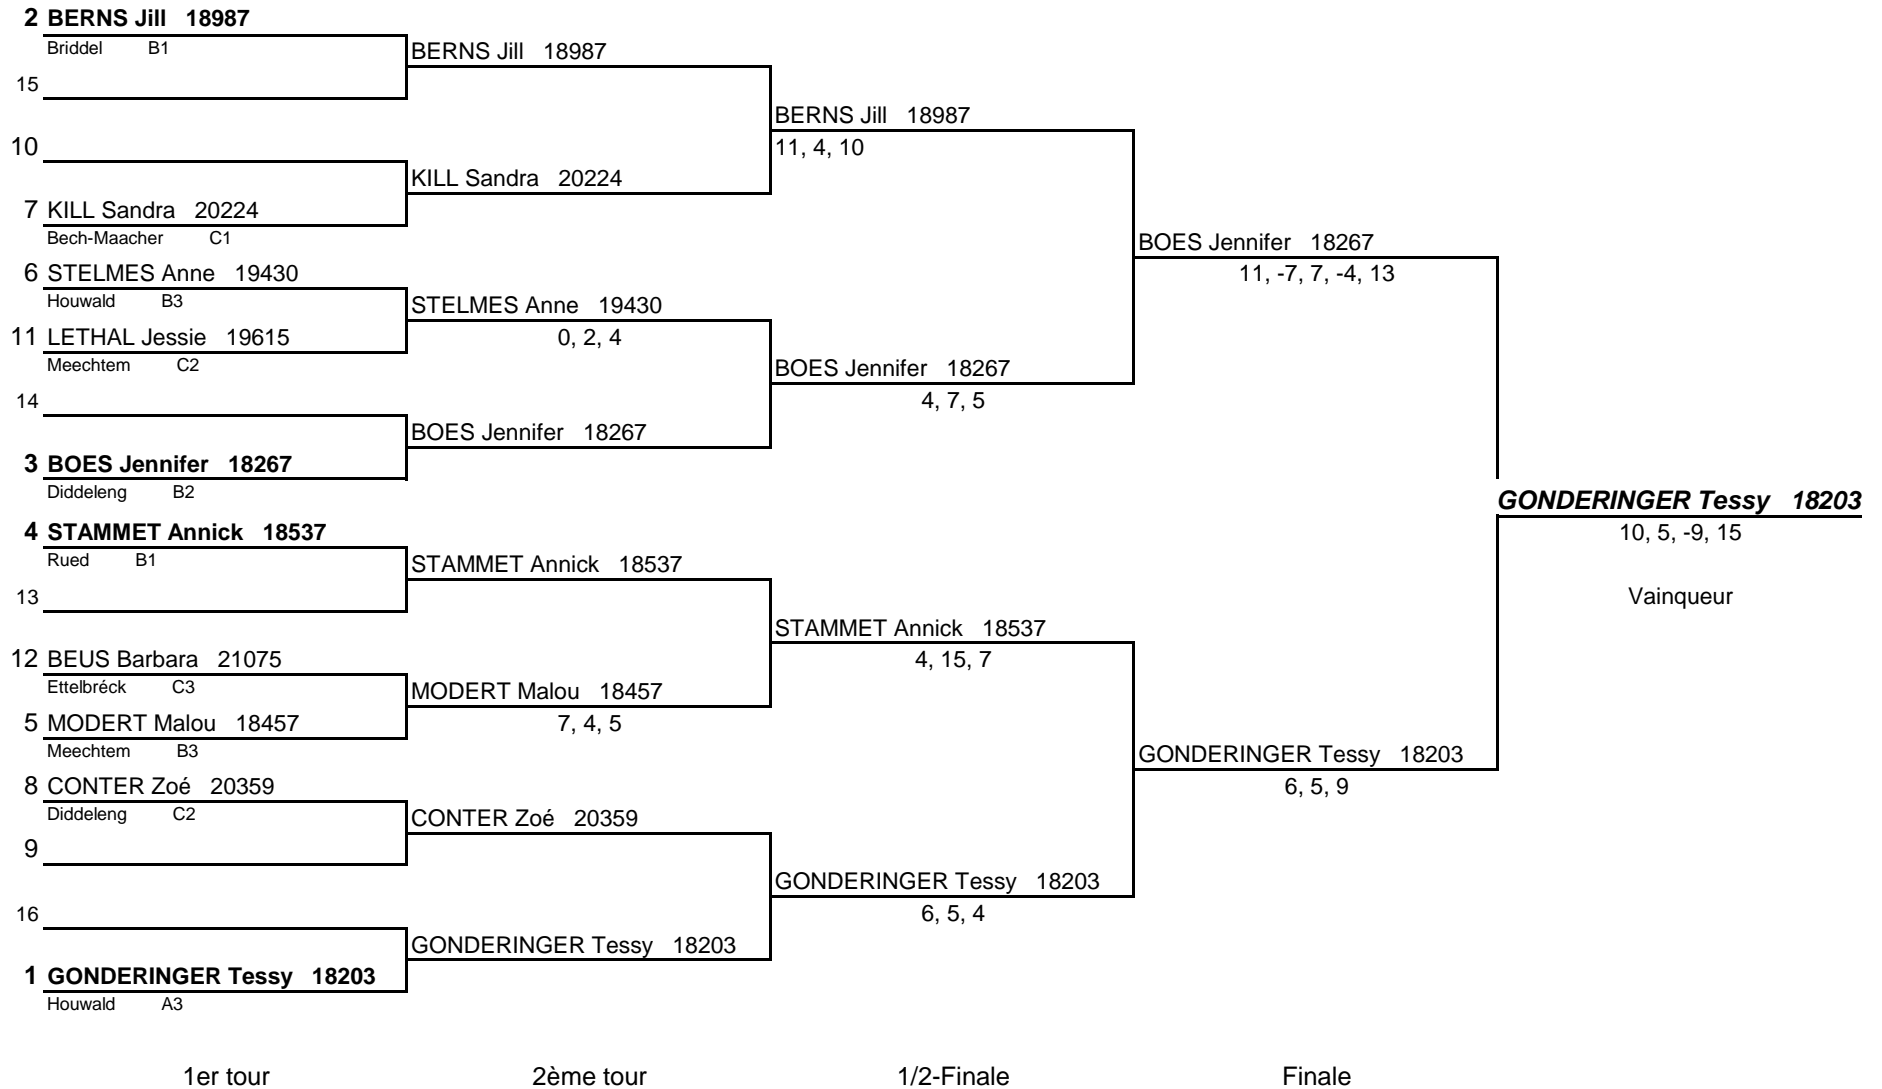 2 BERNS Jill 18987
Briddel B1
15
10
7 KILL Sandra 20224
Bech-Maacher C1
6 STELMES Anne 19430
Houwald B3
11 LETHAL Jessie 19615
Meechtem C2
14
3 BOES Jennifer 18267
Diddeleng B2
4 STAMMET Annick 18537
Rued B1
13
12 BEUS Barbara 21075
Ettelbréck C3
5 MODERT Malou 18457
Meechtem B3
8 CONTER Zoé 20359
Diddeleng C2
9
16
1 GONDERINGER Tessy 18203
Houwald A3
1er tour
BERNS Jill 18987
KILL Sandra 20224
STELMES Anne 19430
0, 2, 4
BOES Jennifer 18267
STAMMET Annick 18537
MODERT Malou 18457
7, 4, 5
CONTER Zoé 20359
GONDERINGER Tessy 18203
2ème tour
BERNS Jill 18987
11, 4, 10
BOES Jennifer 18267
4, 7, 5
STAMMET Annick 18537
4, 15, 7
GONDERINGER Tessy 18203
6, 5, 4
1/2-Finale
BOES Jennifer 18267
11, -7, 7, -4, 13
GONDERINGER Tessy 18203
6, 5, 9
Finale
GONDERINGER Tessy 18203
10, 5, -9, 15
Vainqueur